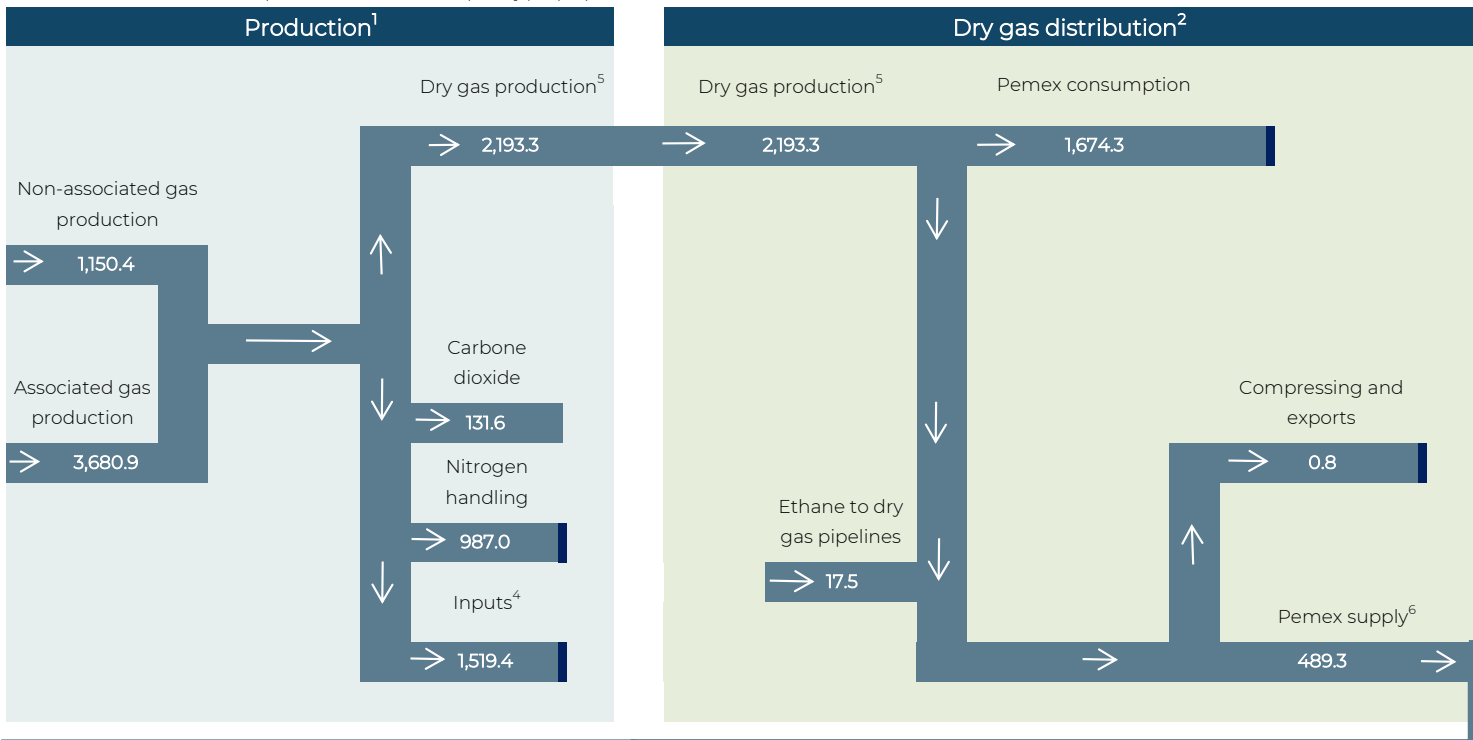 Production1
Dry gas distribution2
Dry gas production5
Dry gas production5
Pemex consumption
2,193.3
2,193.3
1,674.3
Non-associated gas
production
1,150.4
Carbone
dioxide
131.6
Associated gas
production
3,680.9
Nitrogen
handling
987.0
Inputs4
1,519.4
Compressing and
exports
0.8
Ethane to dry
gas pipelines
17.5
Pemex supply6
489.3